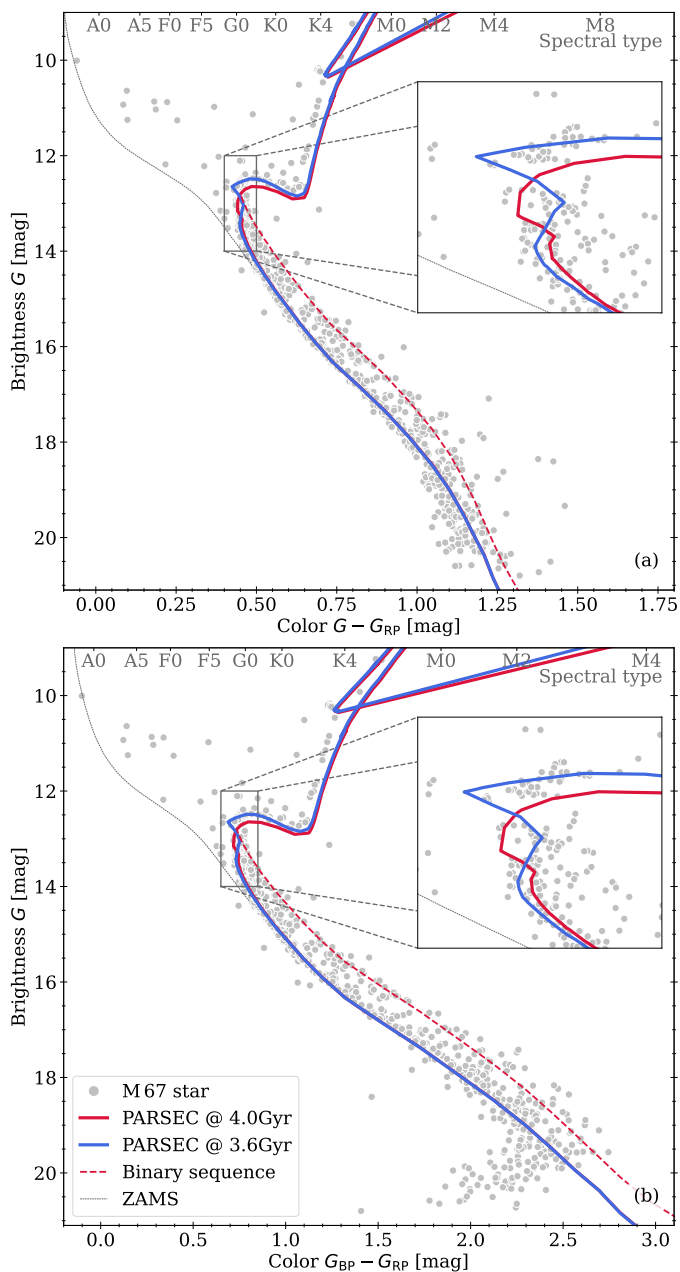 A0 A5 F0 F5 G0 K0 K4 M0 M2 M4 M8
Spectral type
10
12
14
16
18
20
Brightness G [mag]
(a)
0.00 0.25 0.50 0.75 1.00 1.25 1.50 1.75
Color G − G_RP [mag]
A0 A5 F0 F5 G0 K0 K4 M0 M2 M4
Spectral type
10
12
14
16
18
20
Brightness G [mag]
M 67 star
PARSEC @ 4.0Gyr
PARSEC @ 3.6Gyr
Binary sequence
ZAMS
(b)
0.0 0.5 1.0 1.5 2.0 2.5 3.0
Color G_BP − G_RP [mag]